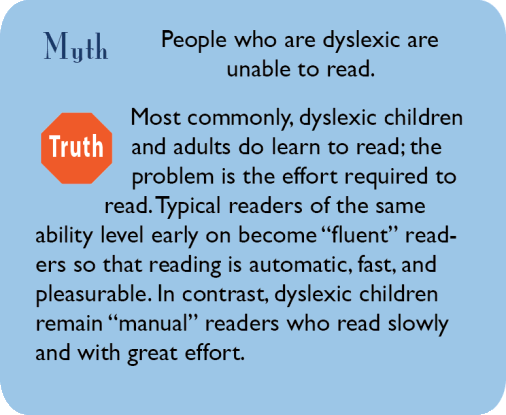 Myth
People who are dyslexic are
unable to read.
Truth
Most commonly, dyslexic children
and adults do learn to read; the
problem is the effort required to
read. Typical readers of the same
ability level early on become “fluent” read-
ers so that reading is automatic, fast, and
pleasurable. In contrast, dyslexic children
remain “manual” readers who read slowly
and with great effort.